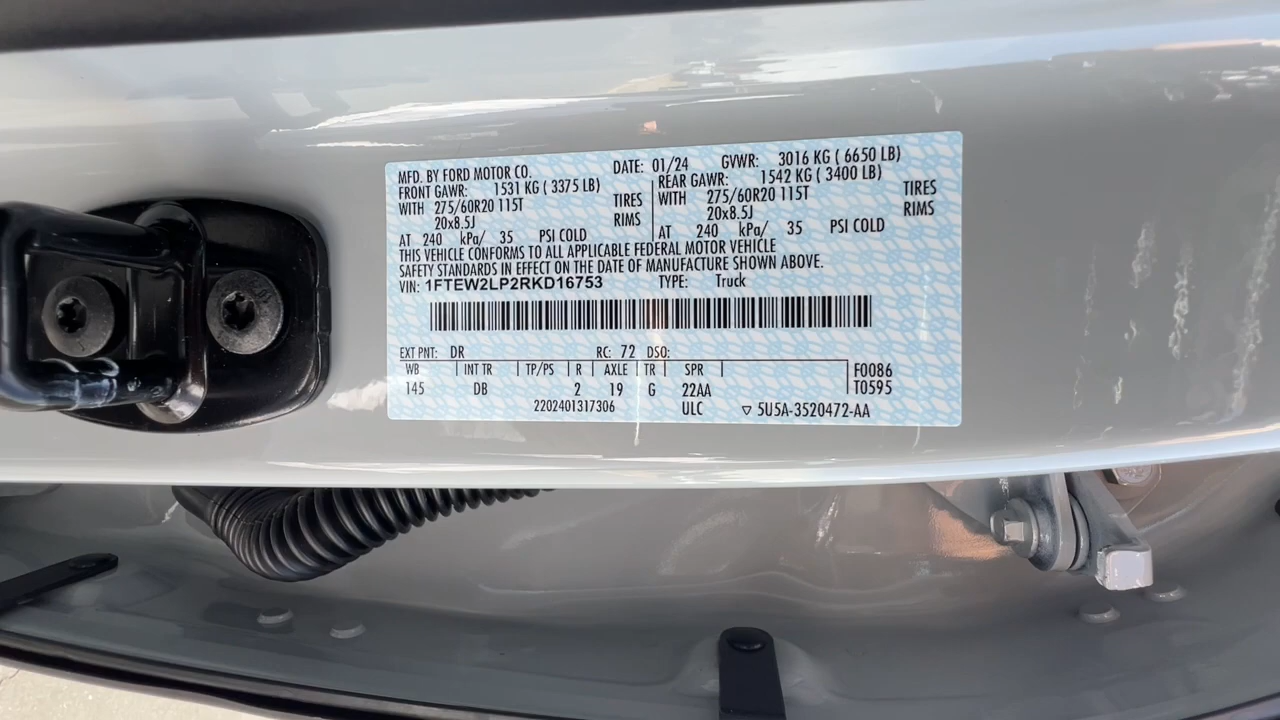 MFD. BY FORD MOTOR CO. DATE: 01/24 GVWR: 3016 KG ( 6650 LB)
FRONT GAWR: 1531 KG ( 3375 LB) REAR GAWR: 1542 KG ( 3400 LB)
WITH 275/60R20 115T TIRES WITH 275/60R20 115T TIRES
20x8.5J RIMS 20x8.5J RIMS
AT 240 kPa/ 35 PSI COLD AT 240 kPa/ 35 PSI COLD
THIS VEHICLE CONFORMS TO ALL APPLICABLE FEDERAL MOTOR VEHICLE
SAFETY STANDARDS IN EFFECT ON THE DATE OF MANUFACTURE SHOWN ABOVE.
VIN: 1FTEW2LP2RKD16753 TYPE: Truck
EXT PNT: DR RC: 72 DSO:
WB INT TR TP/PS R AXLE TR SPR F0086
145 DB 2 19 G 22AA T0595
2202401317306 ULC ▽ 5U5A-3520472-AA